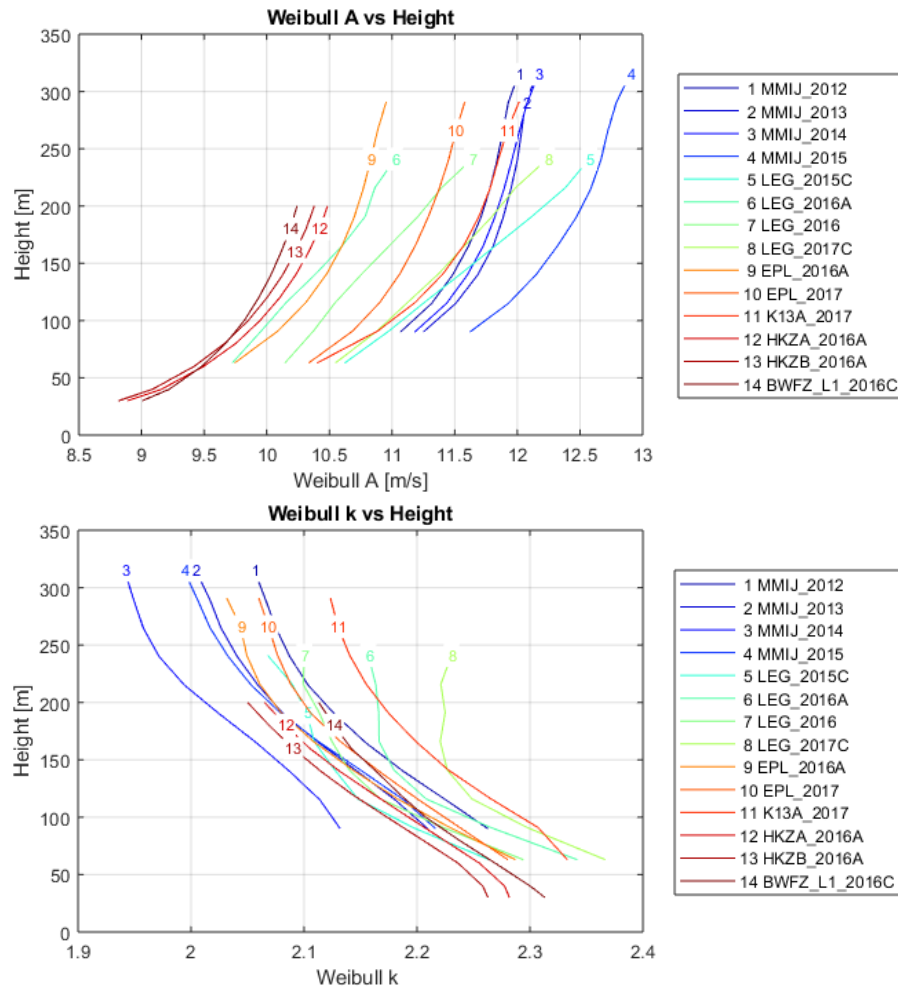 Weibull A vs Height
350
300
250
200
150
100
50
0
Height [m]
8.5 9 9.5 10 10.5 11 11.5 12 12.5 13
Weibull A [m/s]
1 3 4
2
10 11
9 6 7 8 5
14 12
13
1 MMIJ_2012
2 MMIJ_2013
3 MMIJ_2014
4 MMIJ_2015
5 LEG_2015C
6 LEG_2016A
7 LEG_2016
8 LEG_2017C
9 EPL_2016A
10 EPL_2017
11 K13A_2017
12 HKZA_2016A
13 HKZB_2016A
14 BWFZ_L1_2016C
Weibull k vs Height
350
300
250
200
150
100
50
0
Height [m]
1.9 2 2.1 2.2 2.3 2.4
Weibull k
3 4 2 1
9 10 11
7 6 8
5
12 14
13
1 MMIJ_2012
2 MMIJ_2013
3 MMIJ_2014
4 MMIJ_2015
5 LEG_2015C
6 LEG_2016A
7 LEG_2016
8 LEG_2017C
9 EPL_2016A
10 EPL_2017
11 K13A_2017
12 HKZA_2016A
13 HKZB_2016A
14 BWFZ_L1_2016C